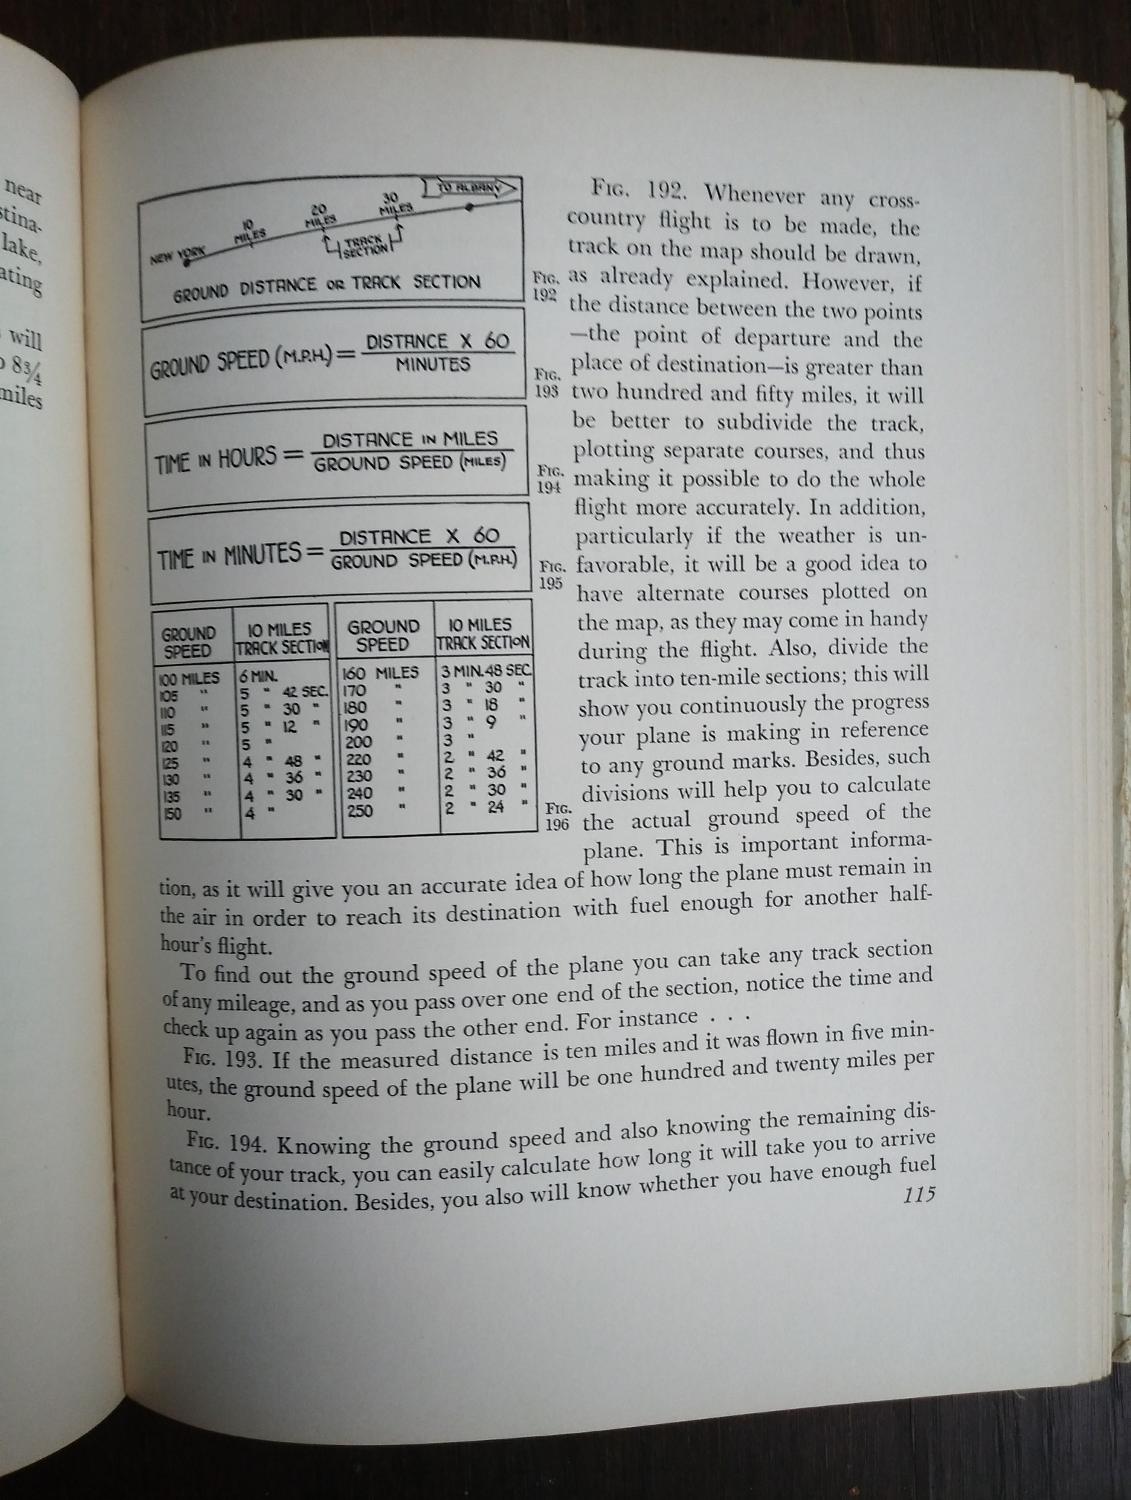 near
stina-
lake,
ating
will
8¾
miles
TO ALBANY
30
MILES
20
MILES
10
MILES
NEW YORK
TRACK
SECTION
GROUND DISTANCE OR TRACK SECTION
FIG.
192
GROUND SPEED (M.P.H.) = DISTANCE X 60
MINUTES
FIG.
193
TIME IN HOURS = DISTANCE IN MILES
GROUND SPEED (MILES)
FIG.
194
TIME IN MINUTES = DISTANCE X 60
GROUND SPEED (M.P.H.)
FIG.
195
GROUND SPEED 10 MILES TRACK SECTION GROUND SPEED 10 MILES TRACK SECTION
100 MILES 6 MIN. 160 MILES 3 MIN. 48 SEC.
105 " 5 " 42 SEC. 170 " 3 " 30 "
110 " 5 " 30 " 180 " 3 " 18 "
115 " 5 " 12 " 190 " 3 " 9 "
120 " 5 " 200 " 3 "
125 " 4 " 48 " 220 " 2 " 42 "
130 " 4 " 36 " 230 " 2 " 36 "
135 " 4 " 30 " 240 " 2 " 30 "
150 " 4 " 250 " 2 " 24 "
FIG.
196
FIG. 192. Whenever any cross-
country flight is to be made, the
track on the map should be drawn,
as already explained. However, if
the distance between the two points
—the point of departure and the
place of destination—is greater than
two hundred and fifty miles, it will
be better to subdivide the track,
plotting separate courses, and thus
making it possible to do the whole
flight more accurately. In addition,
particularly if the weather is un-
favorable, it will be a good idea to
have alternate courses plotted on
the map, as they may come in handy
during the flight. Also, divide the
track into ten-mile sections; this will
show you continuously the progress
your plane is making in reference
to any ground marks. Besides, such
divisions will help you to calculate
the actual ground speed of the
plane. This is important informa-
tion, as it will give you an accurate idea of how long the plane must remain in
the air in order to reach its destination with fuel enough for another half-
hour's flight.
To find out the ground speed of the plane you can take any track section
of any mileage, and as you pass over one end of the section, notice the time and
check up again as you pass the other end. For instance . . .
FIG. 193. If the measured distance is ten miles and it was flown in five min-
utes, the ground speed of the plane will be one hundred and twenty miles per
hour.
FIG. 194. Knowing the ground speed and also knowing the remaining dis-
tance of your track, you can easily calculate how long it will take you to arrive
at your destination. Besides, you also will know whether you have enough fuel
115